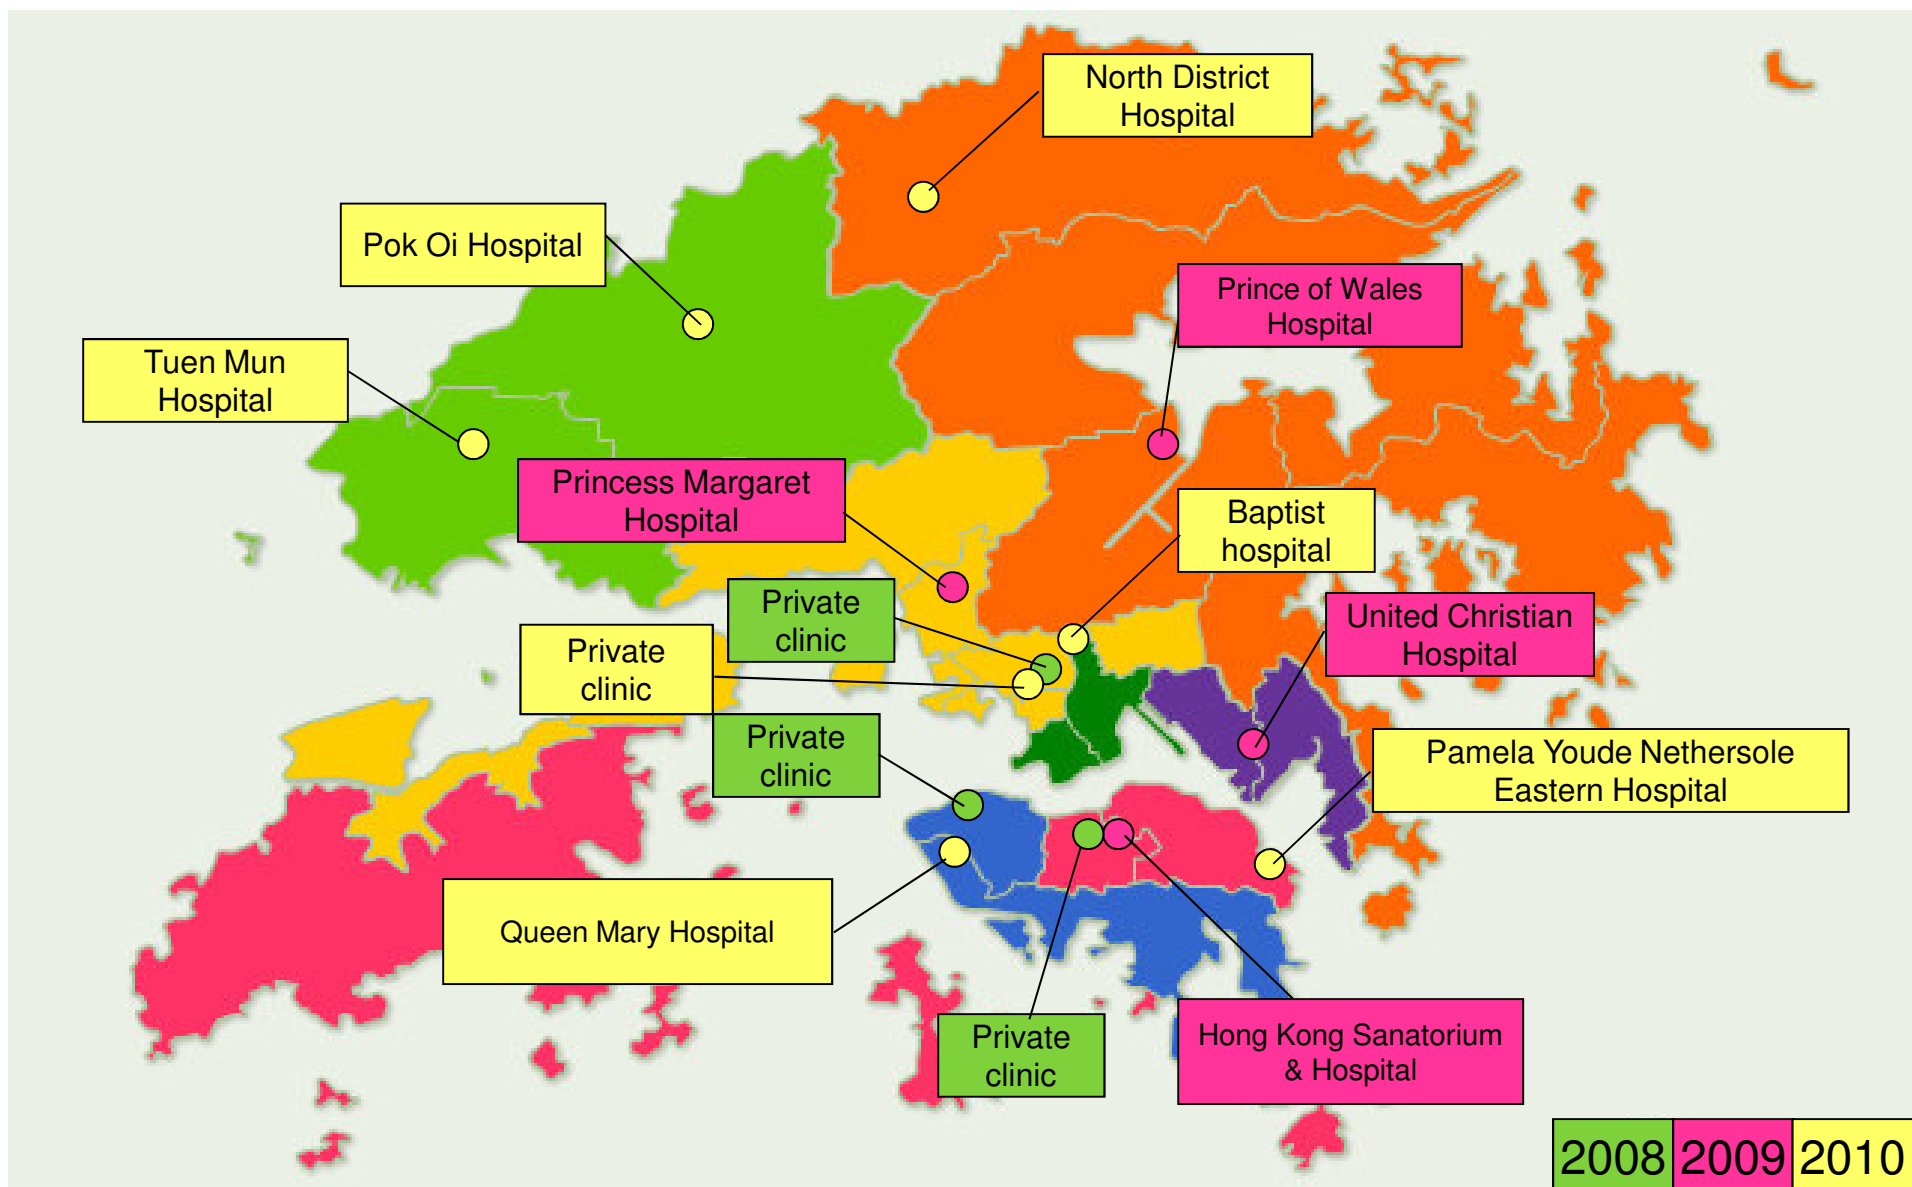 North District
Hospital
Pok Oi Hospital
Prince of Wales
Hospital
Tuen Mun
Hospital
Princess Margaret
Hospital
Baptist
hospital
Private
clinic
United Christian
Hospital
Private
clinic
Private
clinic
Pamela Youde Nethersole
Eastern Hospital
Queen Mary Hospital
Private
clinic
Hong Kong Sanatorium
& Hospital
2008 2009 2010